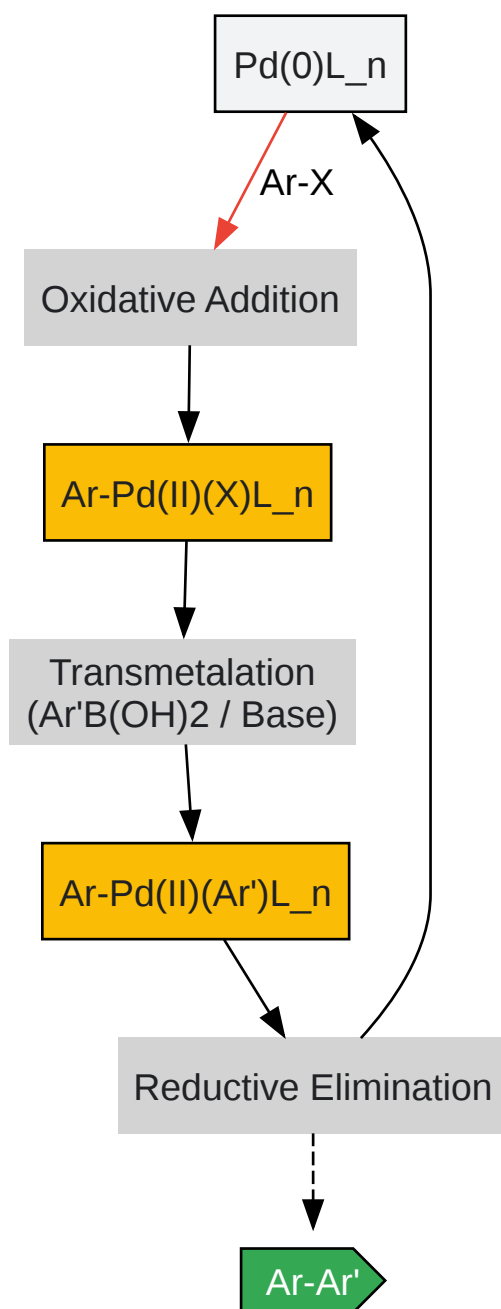 Pd(0)L_n
Ar-X
Oxidative Addition
Ar-Pd(II)(X)L_n
Transmetalation
(Ar'B(OH)2 / Base)
Ar-Pd(II)(Ar')L_n
Reductive Elimination
Ar-Ar'